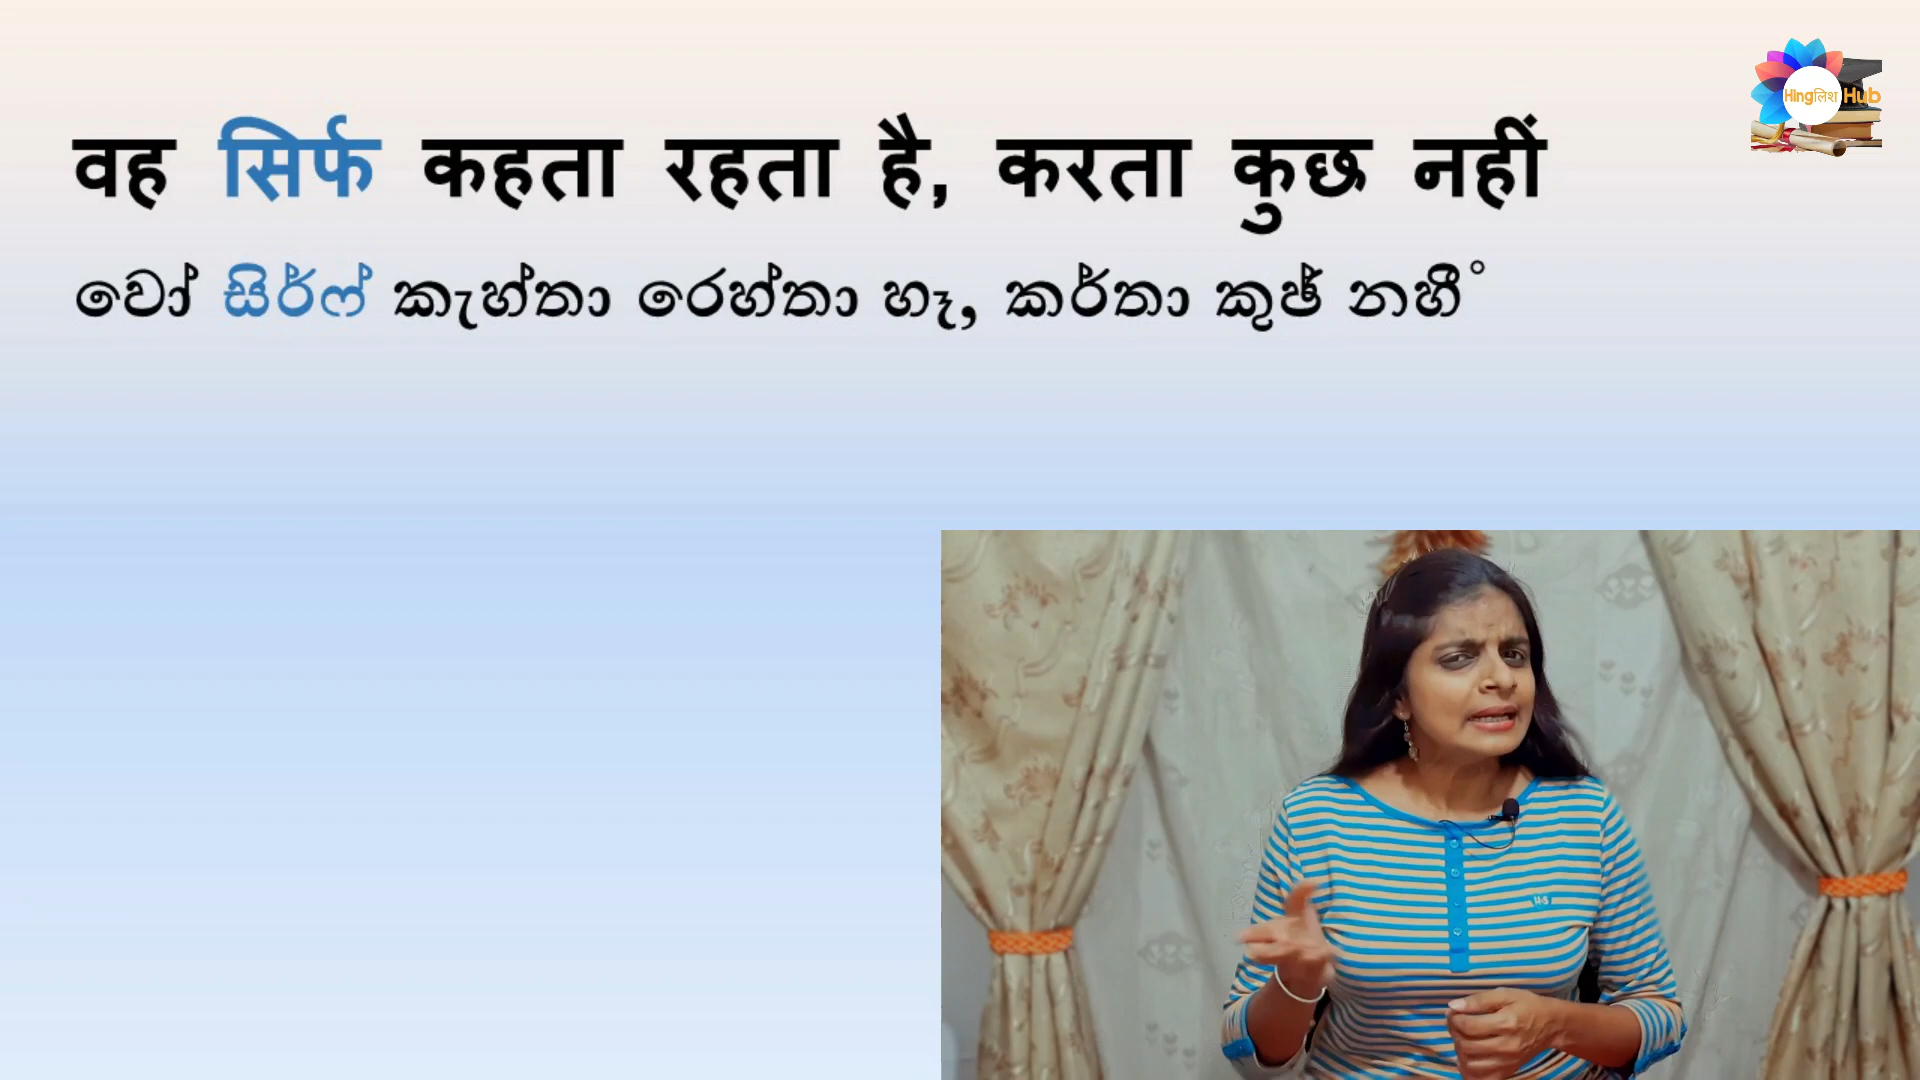 वह सिर्फ कहता रहता है, करता कुछ नहीं
වෝ සිර්ෆ් කැහ්තා රෙහ්තා හෑ, කර්තා කුඡ් නහීං
Hingलिश Hub